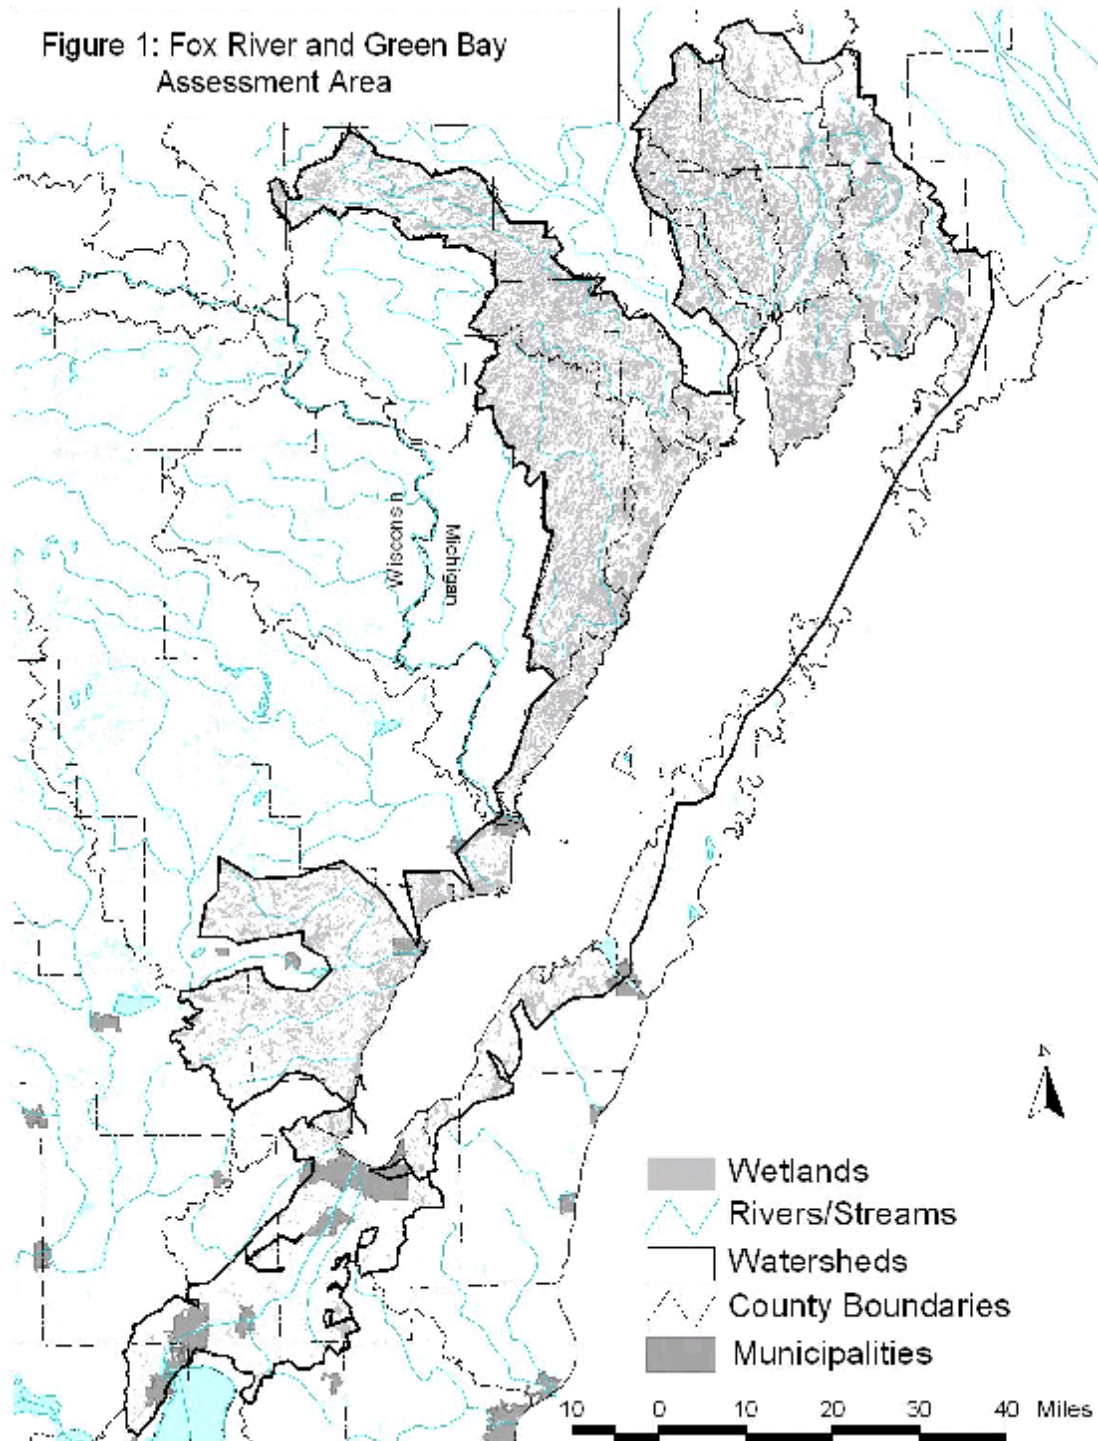 Figure 1: Fox River and Green Bay
Assessment Area
Wisconsin
Michigan
N
Wetlands
Rivers/Streams
Watersheds
County Boundaries
Municipalities
10 0 10 20 30 40 Miles